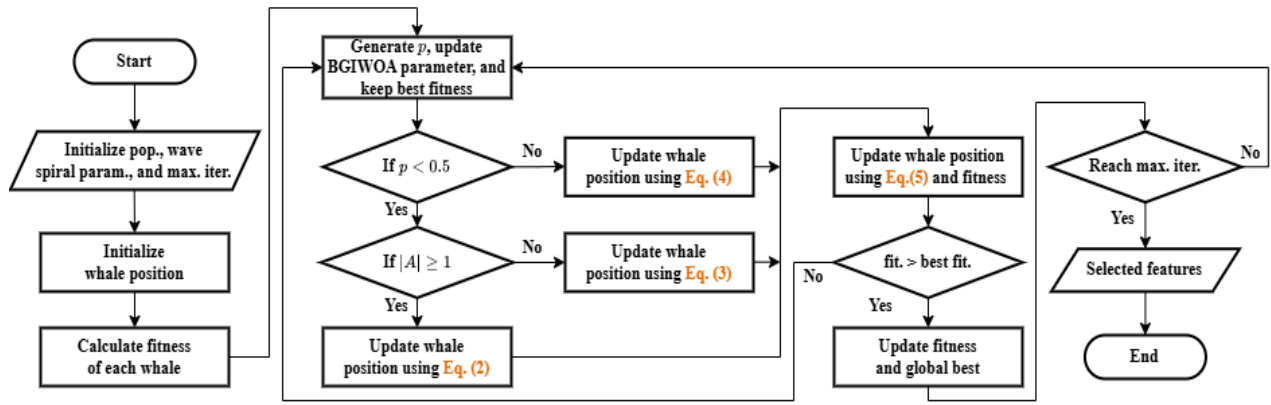 Start
Initialize pop., wave
spiral param., and max. iter.
Initialize
whale position
Calculate fitness
of each whale
Generate p, update
BGIWOA parameter, and
keep best fitness
If p < 0.5
No
Yes
Update whale
position using Eq. (4)
If |A| ≥ 1
No
Yes
Update whale
position using Eq. (3)
Update whale
position using Eq. (2)
Update whale position
using Eq.(5) and fitness
fit. > best fit.
No
Yes
Update fitness
and global best
Reach max. iter.
No
Yes
Selected features
End